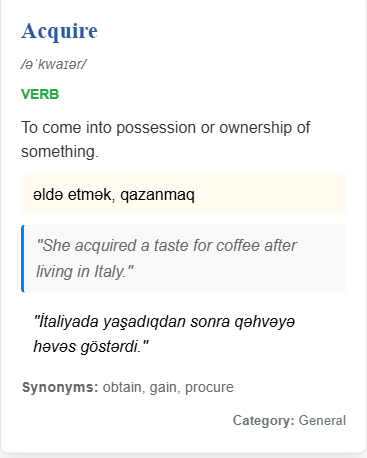 Acquire
/əˈkwaɪər/
VERB
To come into possession or ownership of
something.
əldə etmək, qazanmaq
"She acquired a taste for coffee after
living in Italy."
"İtaliyada yaşadıqdan sonra qəhvəyə
həvəs göstərdi."
Synonyms: obtain, gain, procure
Category: General